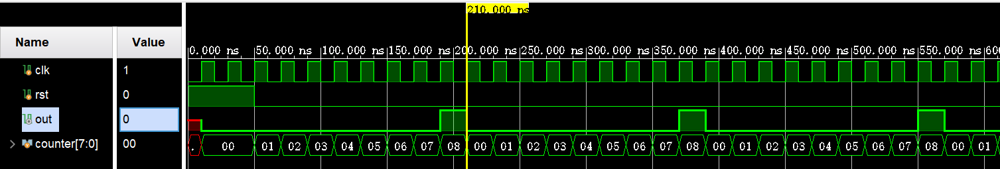 210.000 ns
Name Value
0.000 ns 50.000 ns 100.000 ns 150.000 ns 200.000 ns 250.000 ns 300.000 ns 350.000 ns 400.000 ns 450.000 ns 500.000 ns 550.000 ns 60
clk 1
rst 0
out 0
counter[7:0] 00 . 00 01 02 03 04 05 06 07 08 00 01 02 03 04 05 06 07 08 00 01 02 03 04 05 06 07 08 00 01